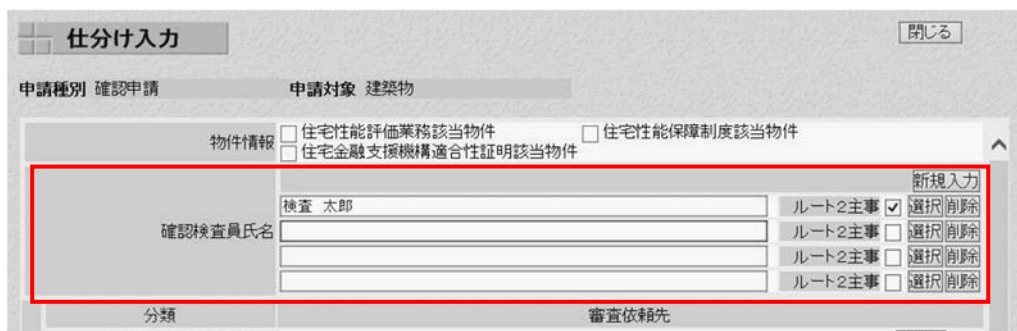 仕分け入力 閉じる
申請種別 確認申請 申請対象 建築物
物件情報 住宅性能評価業務該当物件 住宅性能保障制度該当物件
住宅金融支援機構適合性証明該当物件
新規入力
検査 太郎 ルート2主事 選択 削除
確認検査員氏名 ルート2主事 選択 削除
ルート2主事 選択 削除
ルート2主事 選択 削除
分類 審査依頼先